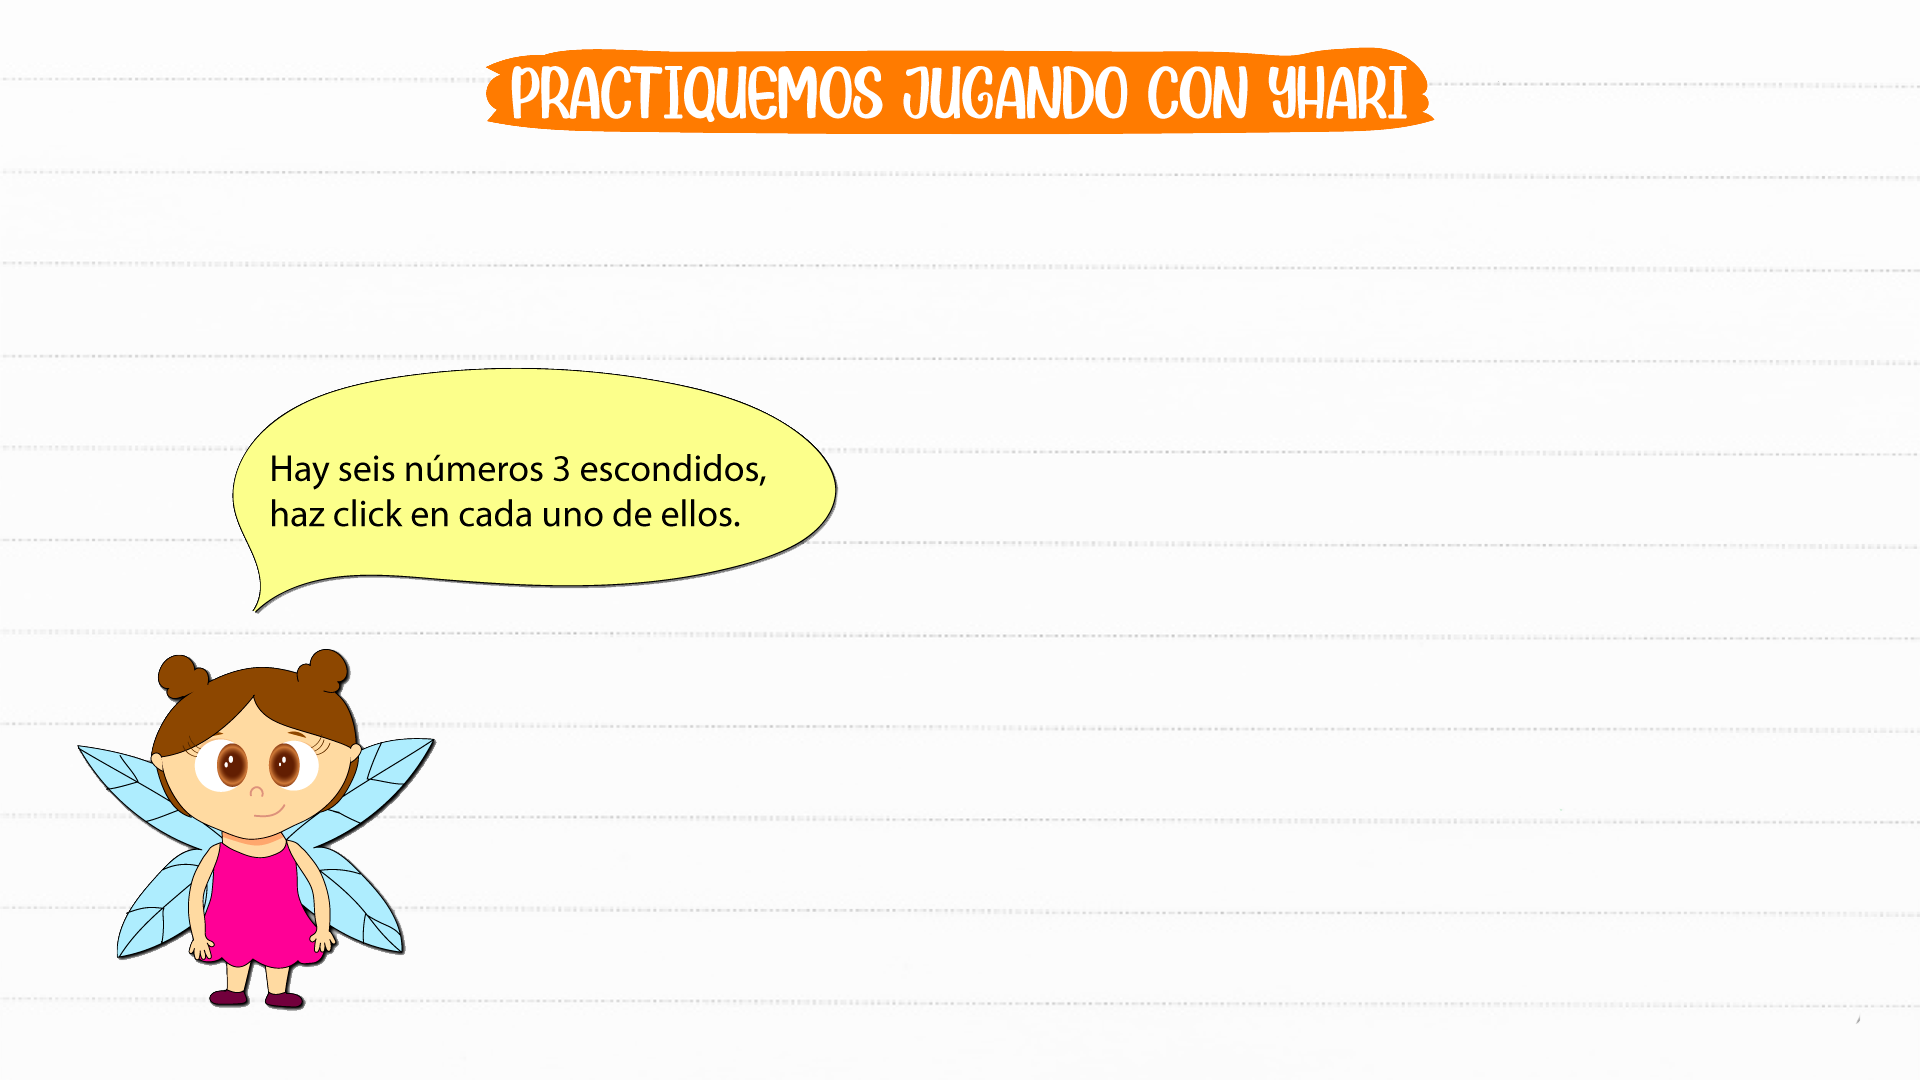 PRACTIQUEMOS JUGANDO CON YHARI
Hay seis números 3 escondidos,
haz click en cada uno de ellos.